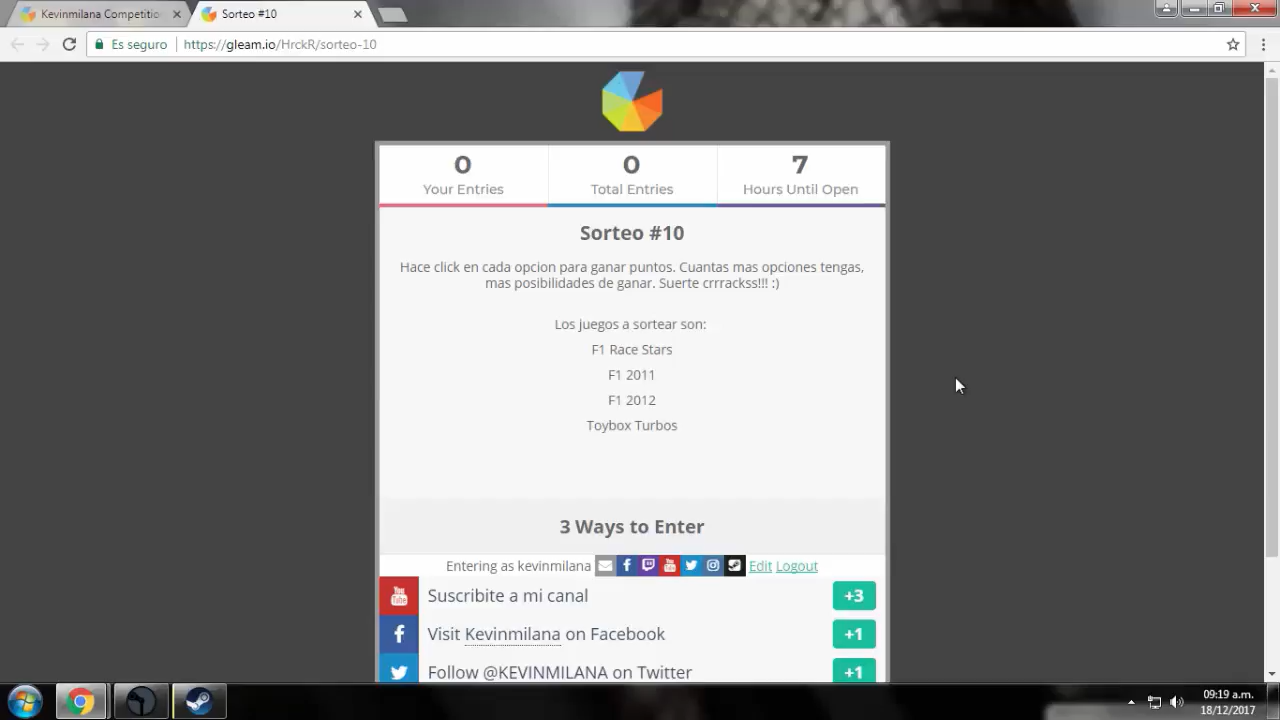 Kevinmilana Competitio
Sorteo #10
Es seguro
https://gleam.io/HrckR/sorteo-10
0
Your Entries
0
Total Entries
7
Hours Until Open
Sorteo #10
Hace click en cada opcion para ganar puntos. Cuantas mas opciones tengas,
mas posibilidades de ganar. Suerte crrrackss!!! :)
Los juegos a sortear son:
F1 Race Stars
F1 2011
F1 2012
Toybox Turbos
3 Ways to Enter
Entering as kevinmilana Edit Logout
You Tube Suscribite a mi canal +3
Visit Kevinmilana on Facebook +1
Follow @KEVINMILANA on Twitter +1
09:19 a.m.
18/12/2017